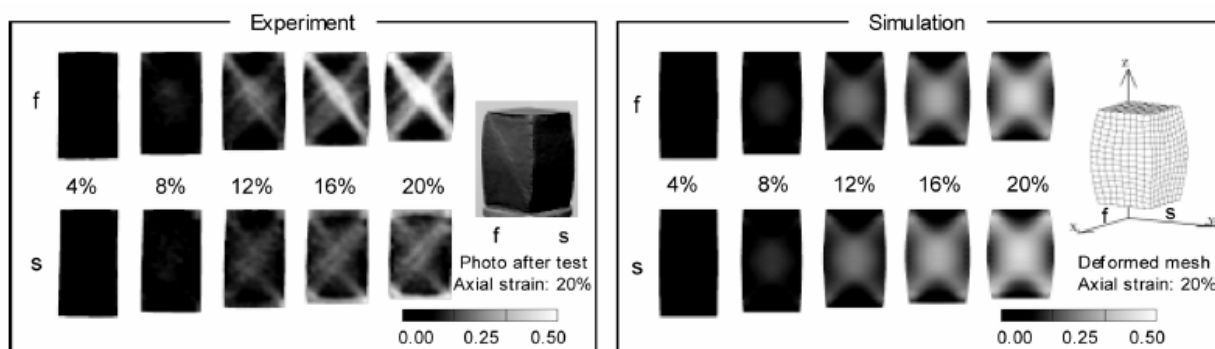 Experiment
f
4% 8% 12% 16% 20%
s
f s
Photo after test
Axial strain: 20%
0.00 0.25 0.50
Simulation
f
4% 8% 12% 16% 20%
s
z
x f s y
Deformed mesh
Axial strain: 20%
0.00 0.25 0.50